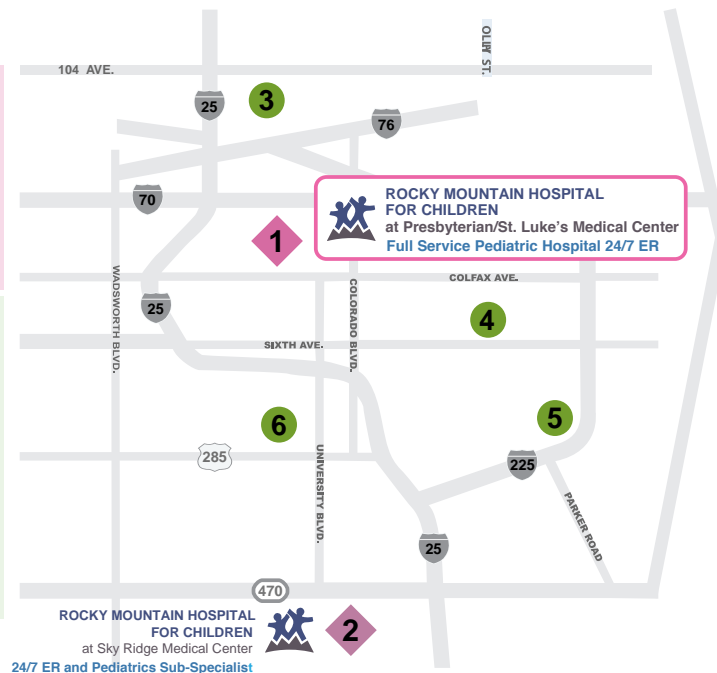 OLIY ST.
104 AVE.
3
25
76
70
ROCKY MOUNTAIN HOSPITAL
FOR CHILDREN
at Presbyterian/St. Luke's Medical Center
Full Service Pediatric Hospital 24/7 ER
1
WADSWORTH BLVD.
COLORADO BLVD.
COLFAX AVE.
25
4
SIXTH AVE.
6
5
285
UNIVERSITY BLVD.
225
PARKER ROAD
25
470
ROCKY MOUNTAIN HOSPITAL
FOR CHILDREN
at Sky Ridge Medical Center
24/7 ER and Pediatrics Sub-Specialist
2